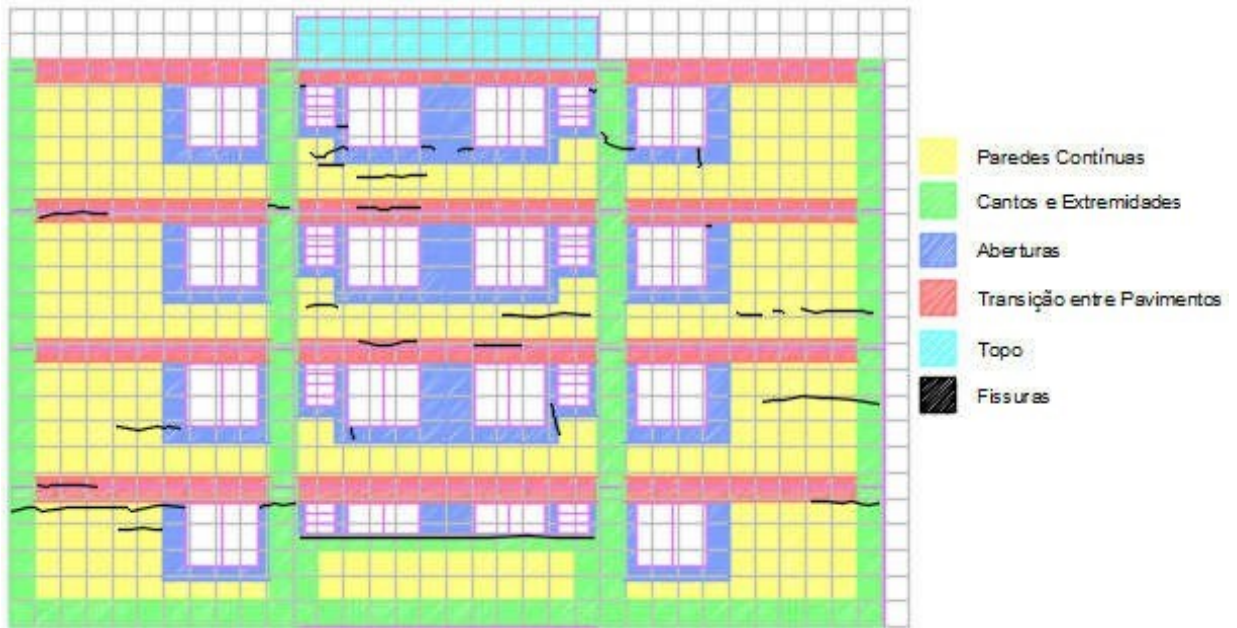 Paredes Contínuas
Cantos e Extremidades
Aberturas
Transição entre Pavimentos
Topo
Fissuras